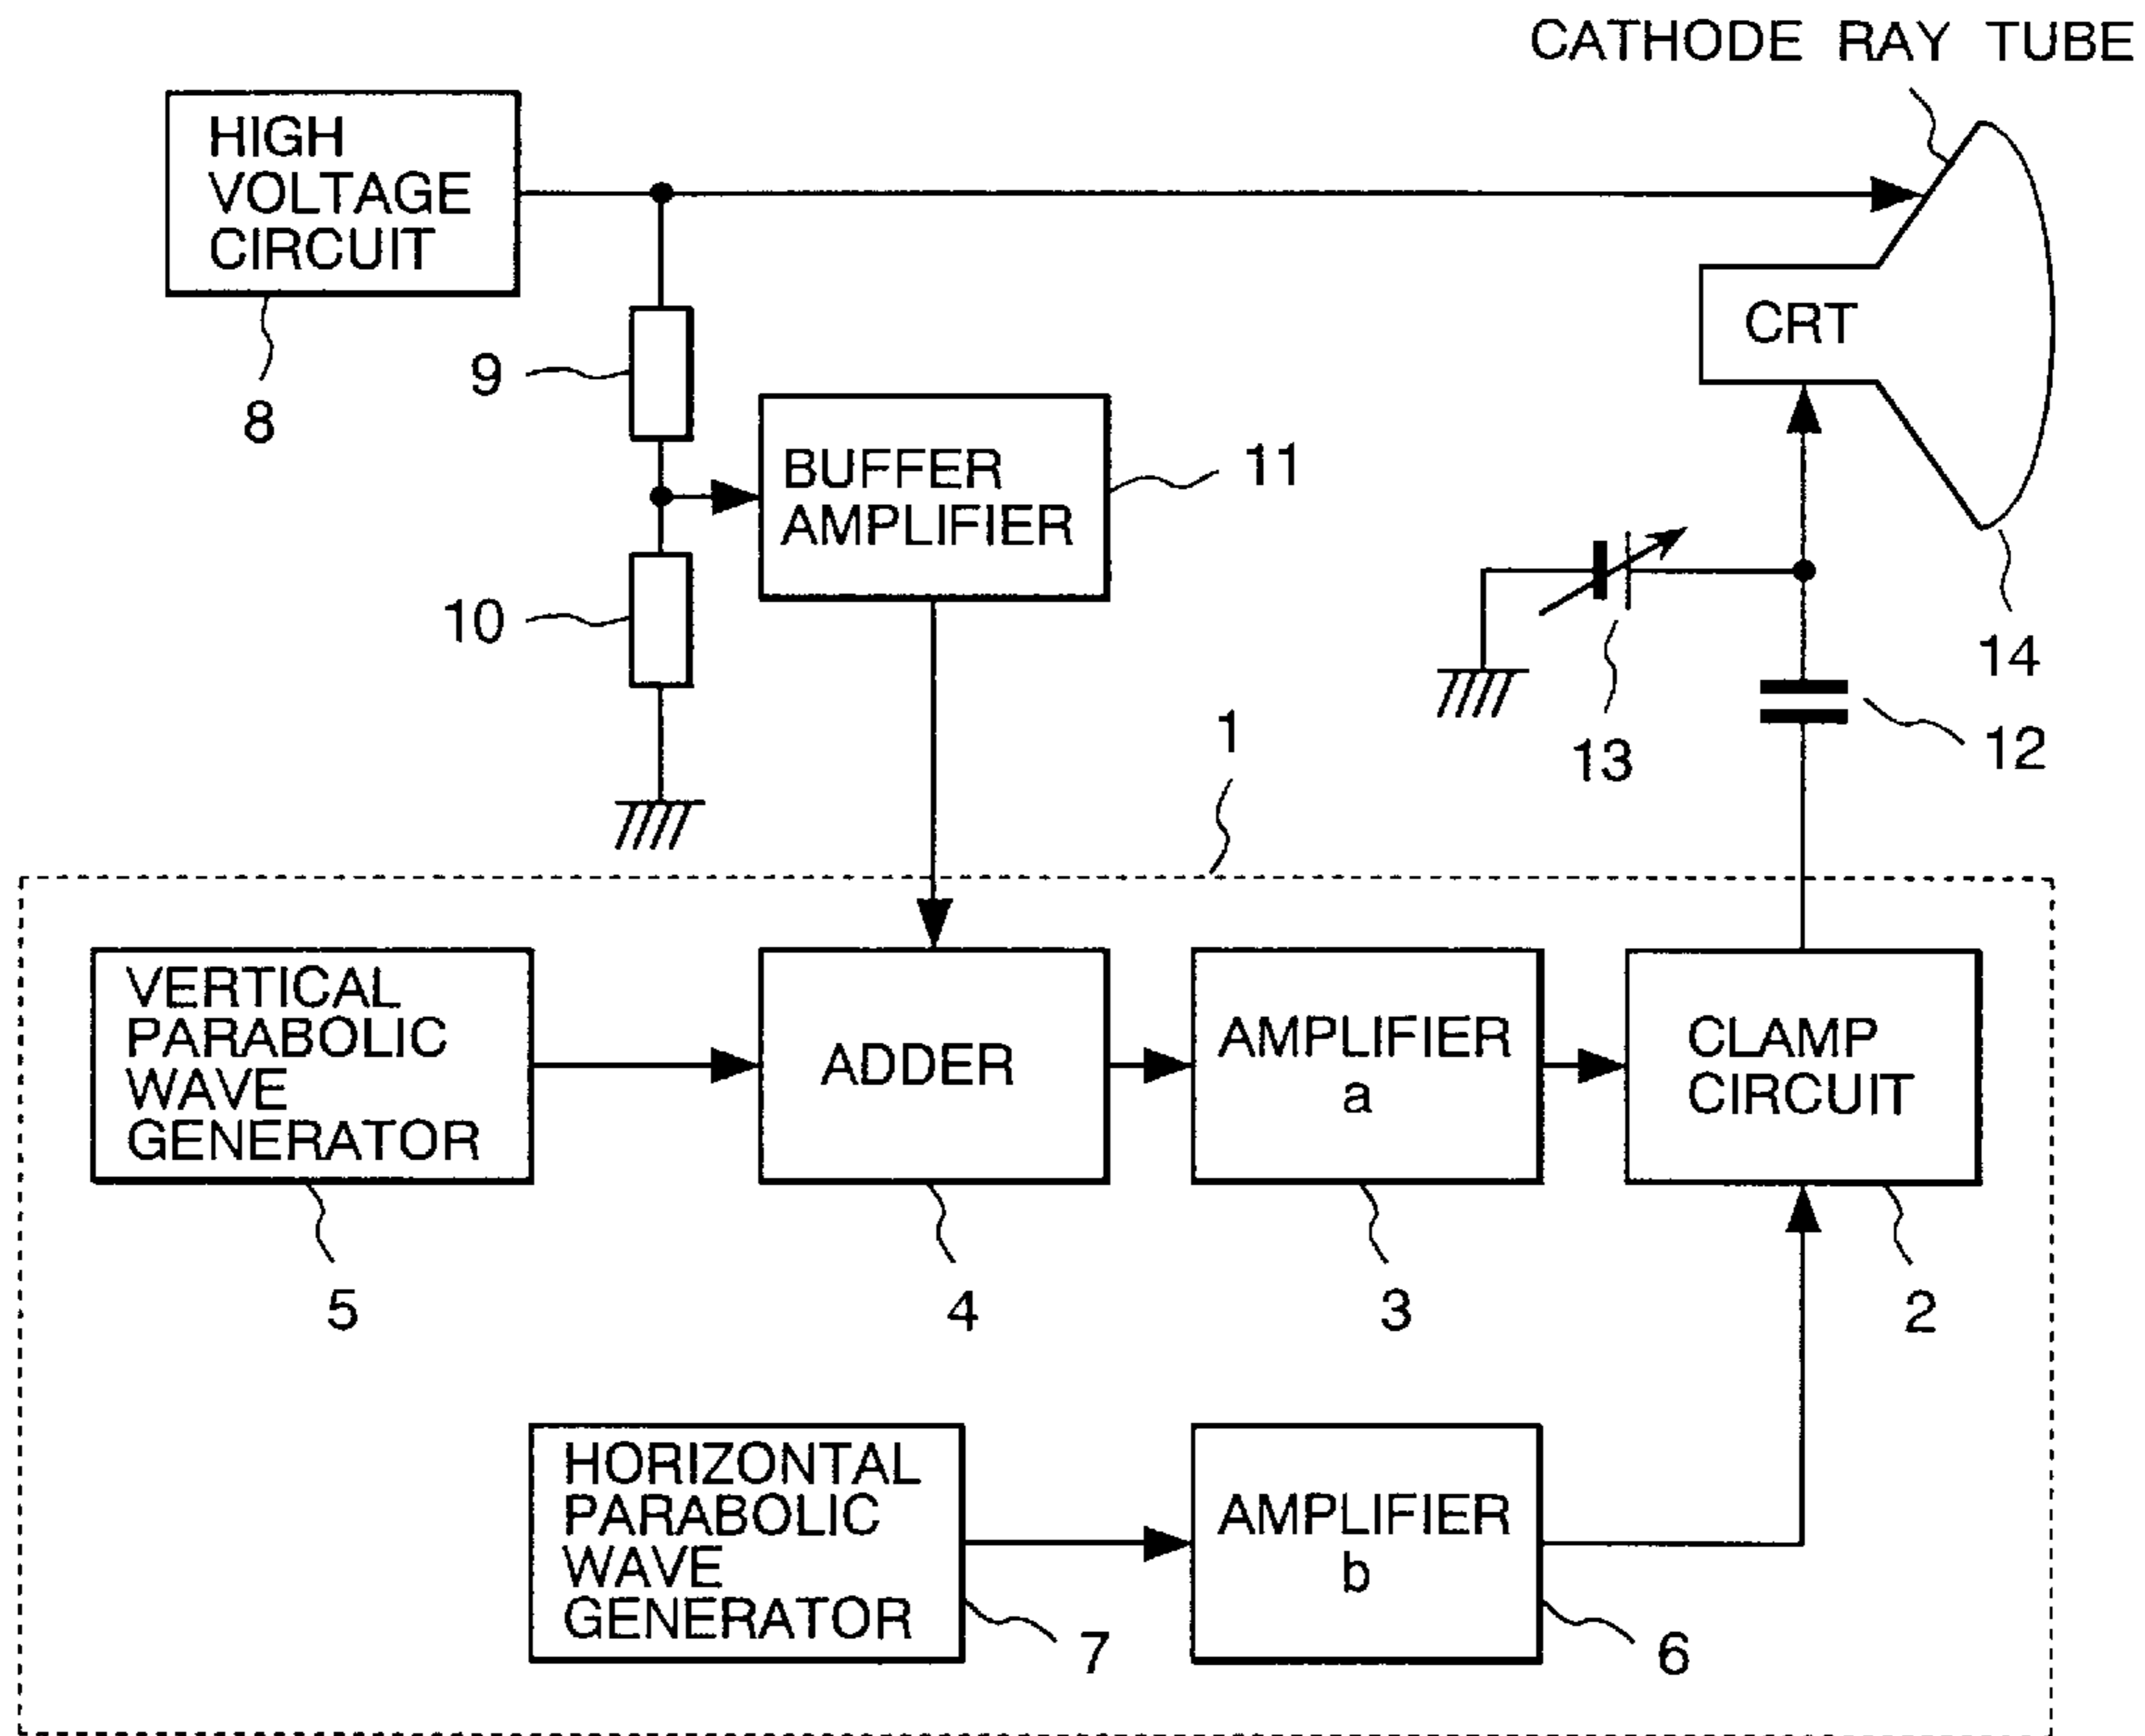 CATHODE RAY TUBE
HIGH
VOLTAGE
CIRCUIT
8
9
10
BUFFER
AMPLIFIER
11
CRT
14
13
12
1
VERTICAL
PARABOLIC
WAVE
GENERATOR
5
ADDER
4
AMPLIFIER
a
3
CLAMP
CIRCUIT
2
HORIZONTAL
PARABOLIC
WAVE
GENERATOR
7
AMPLIFIER
b
6